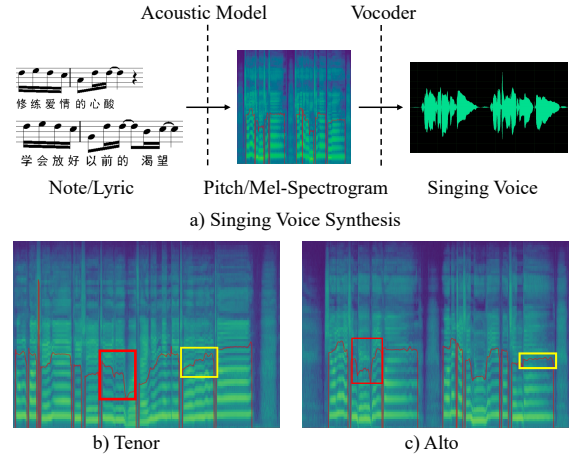 Acoustic Model
Vocoder
修练爱情的心酸
学会放好以前的 渴望
Note/Lyric
Pitch/Mel-Spectrogram
Singing Voice
a) Singing Voice Synthesis
b) Tenor
c) Alto